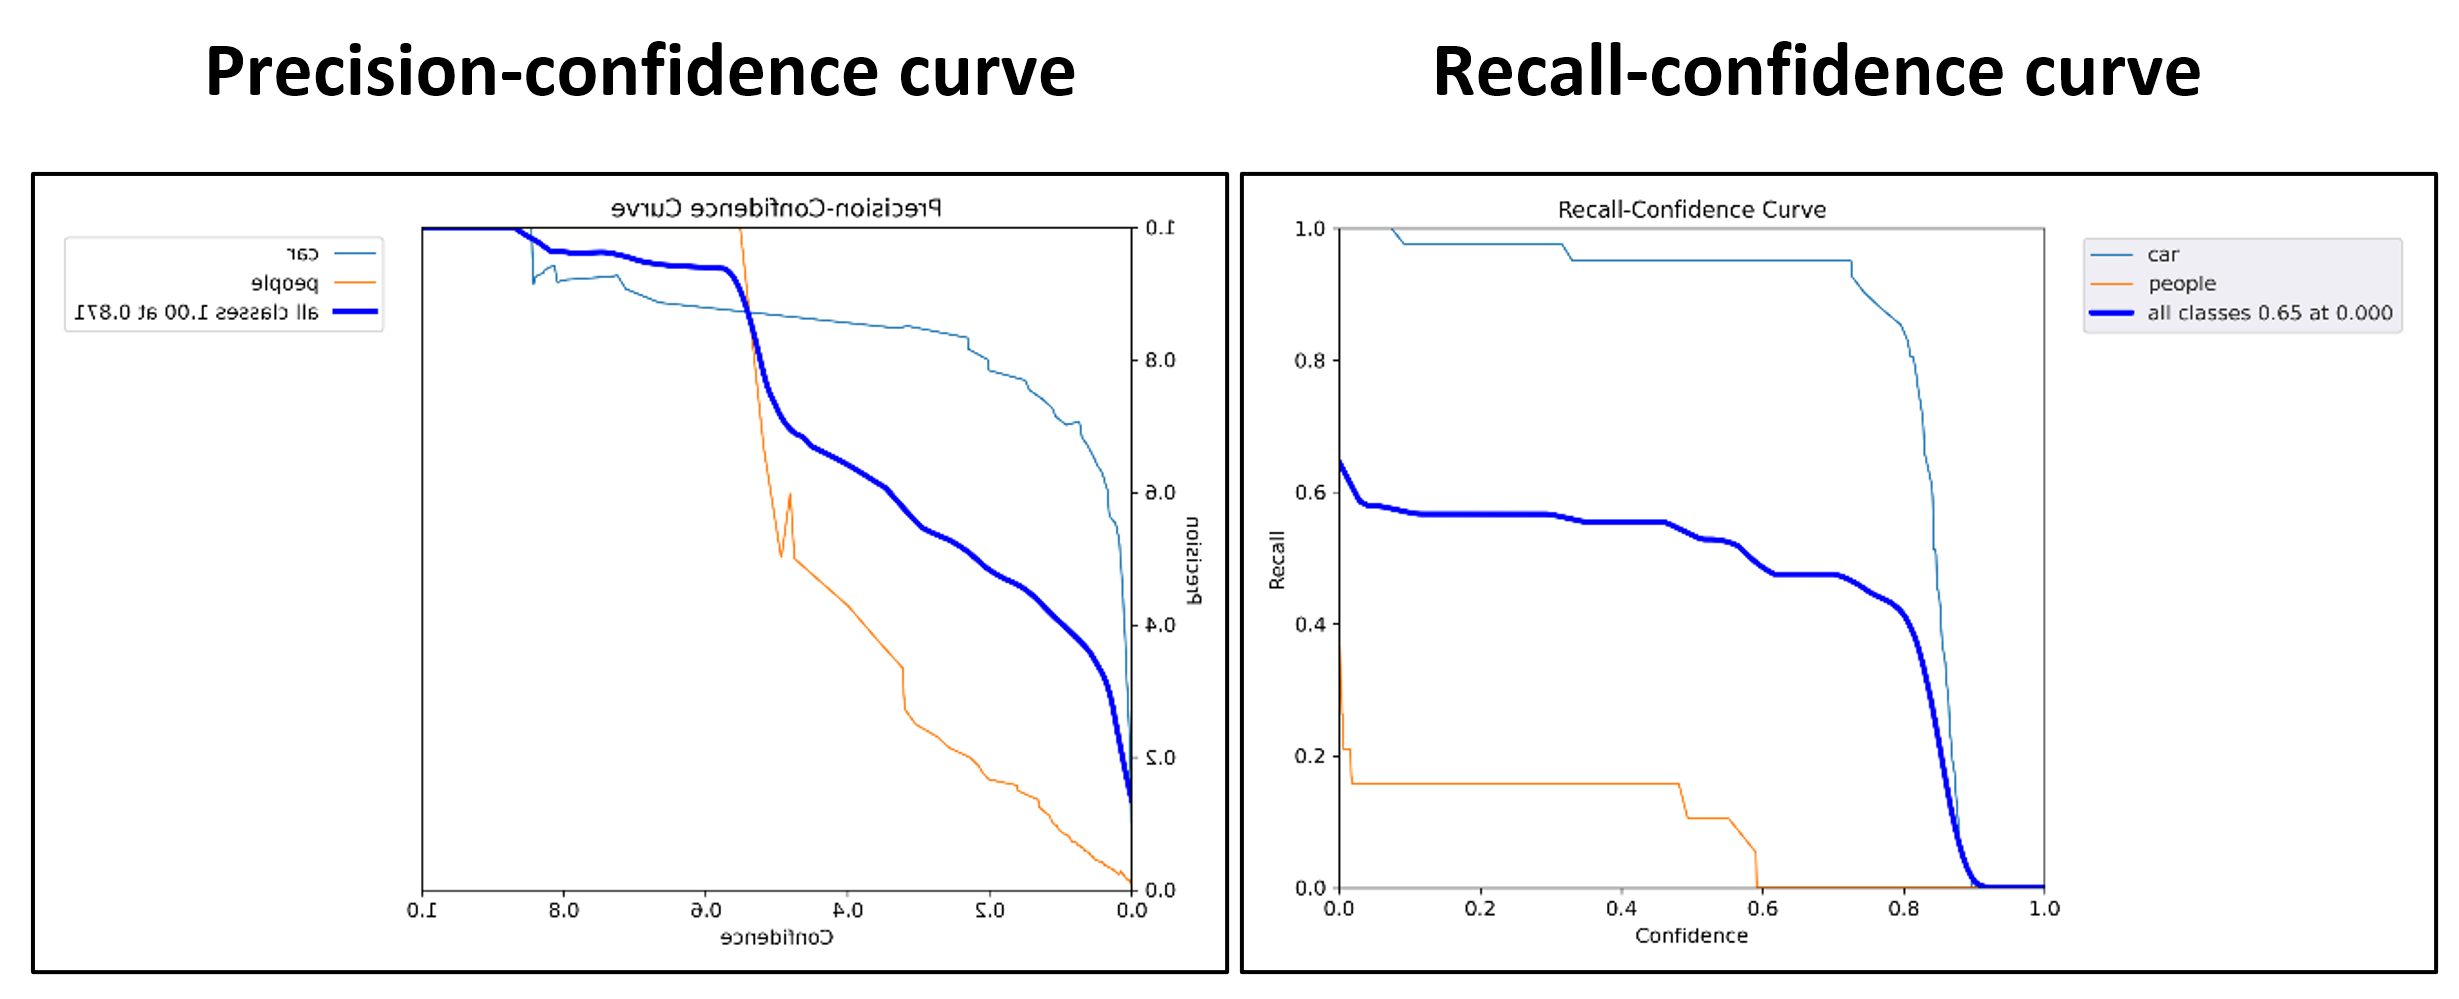 Precision-confidence curve
Recall-confidence curve
Precision-Confidence Curve
car
people
all classes 1.00 at 0.871
1.0
0.8
0.6
0.4
0.2
0.0
Precision
1.0
0.8
0.6
0.4
0.2
0.0
Confidence
Recall-Confidence Curve
1.0
0.8
0.6
0.4
0.2
0.0
Recall
0.0
0.2
0.4
0.6
0.8
1.0
Confidence
car
people
all classes 0.65 at 0.000